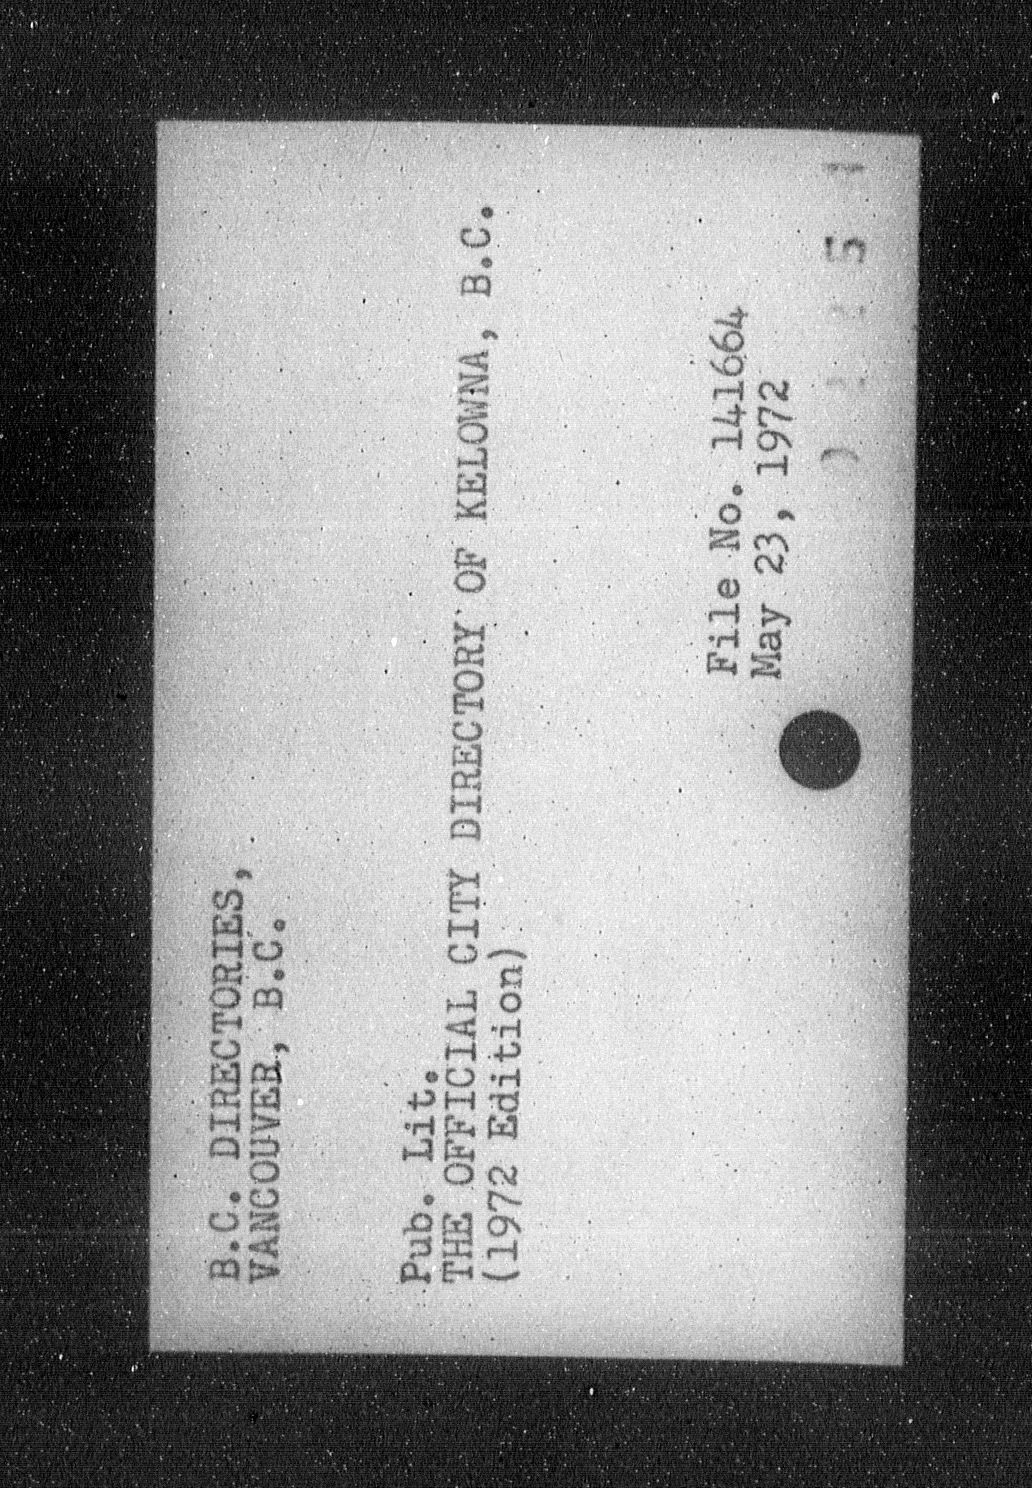 B.C. DIRECTORIES,
VANCOUVER, B.C.
Pub. Lit.
THE OFFICIAL CITY DIRECTORY OF KELOWNA, B.C.
(1972 Edition)
File No. 141664
May 23, 1972